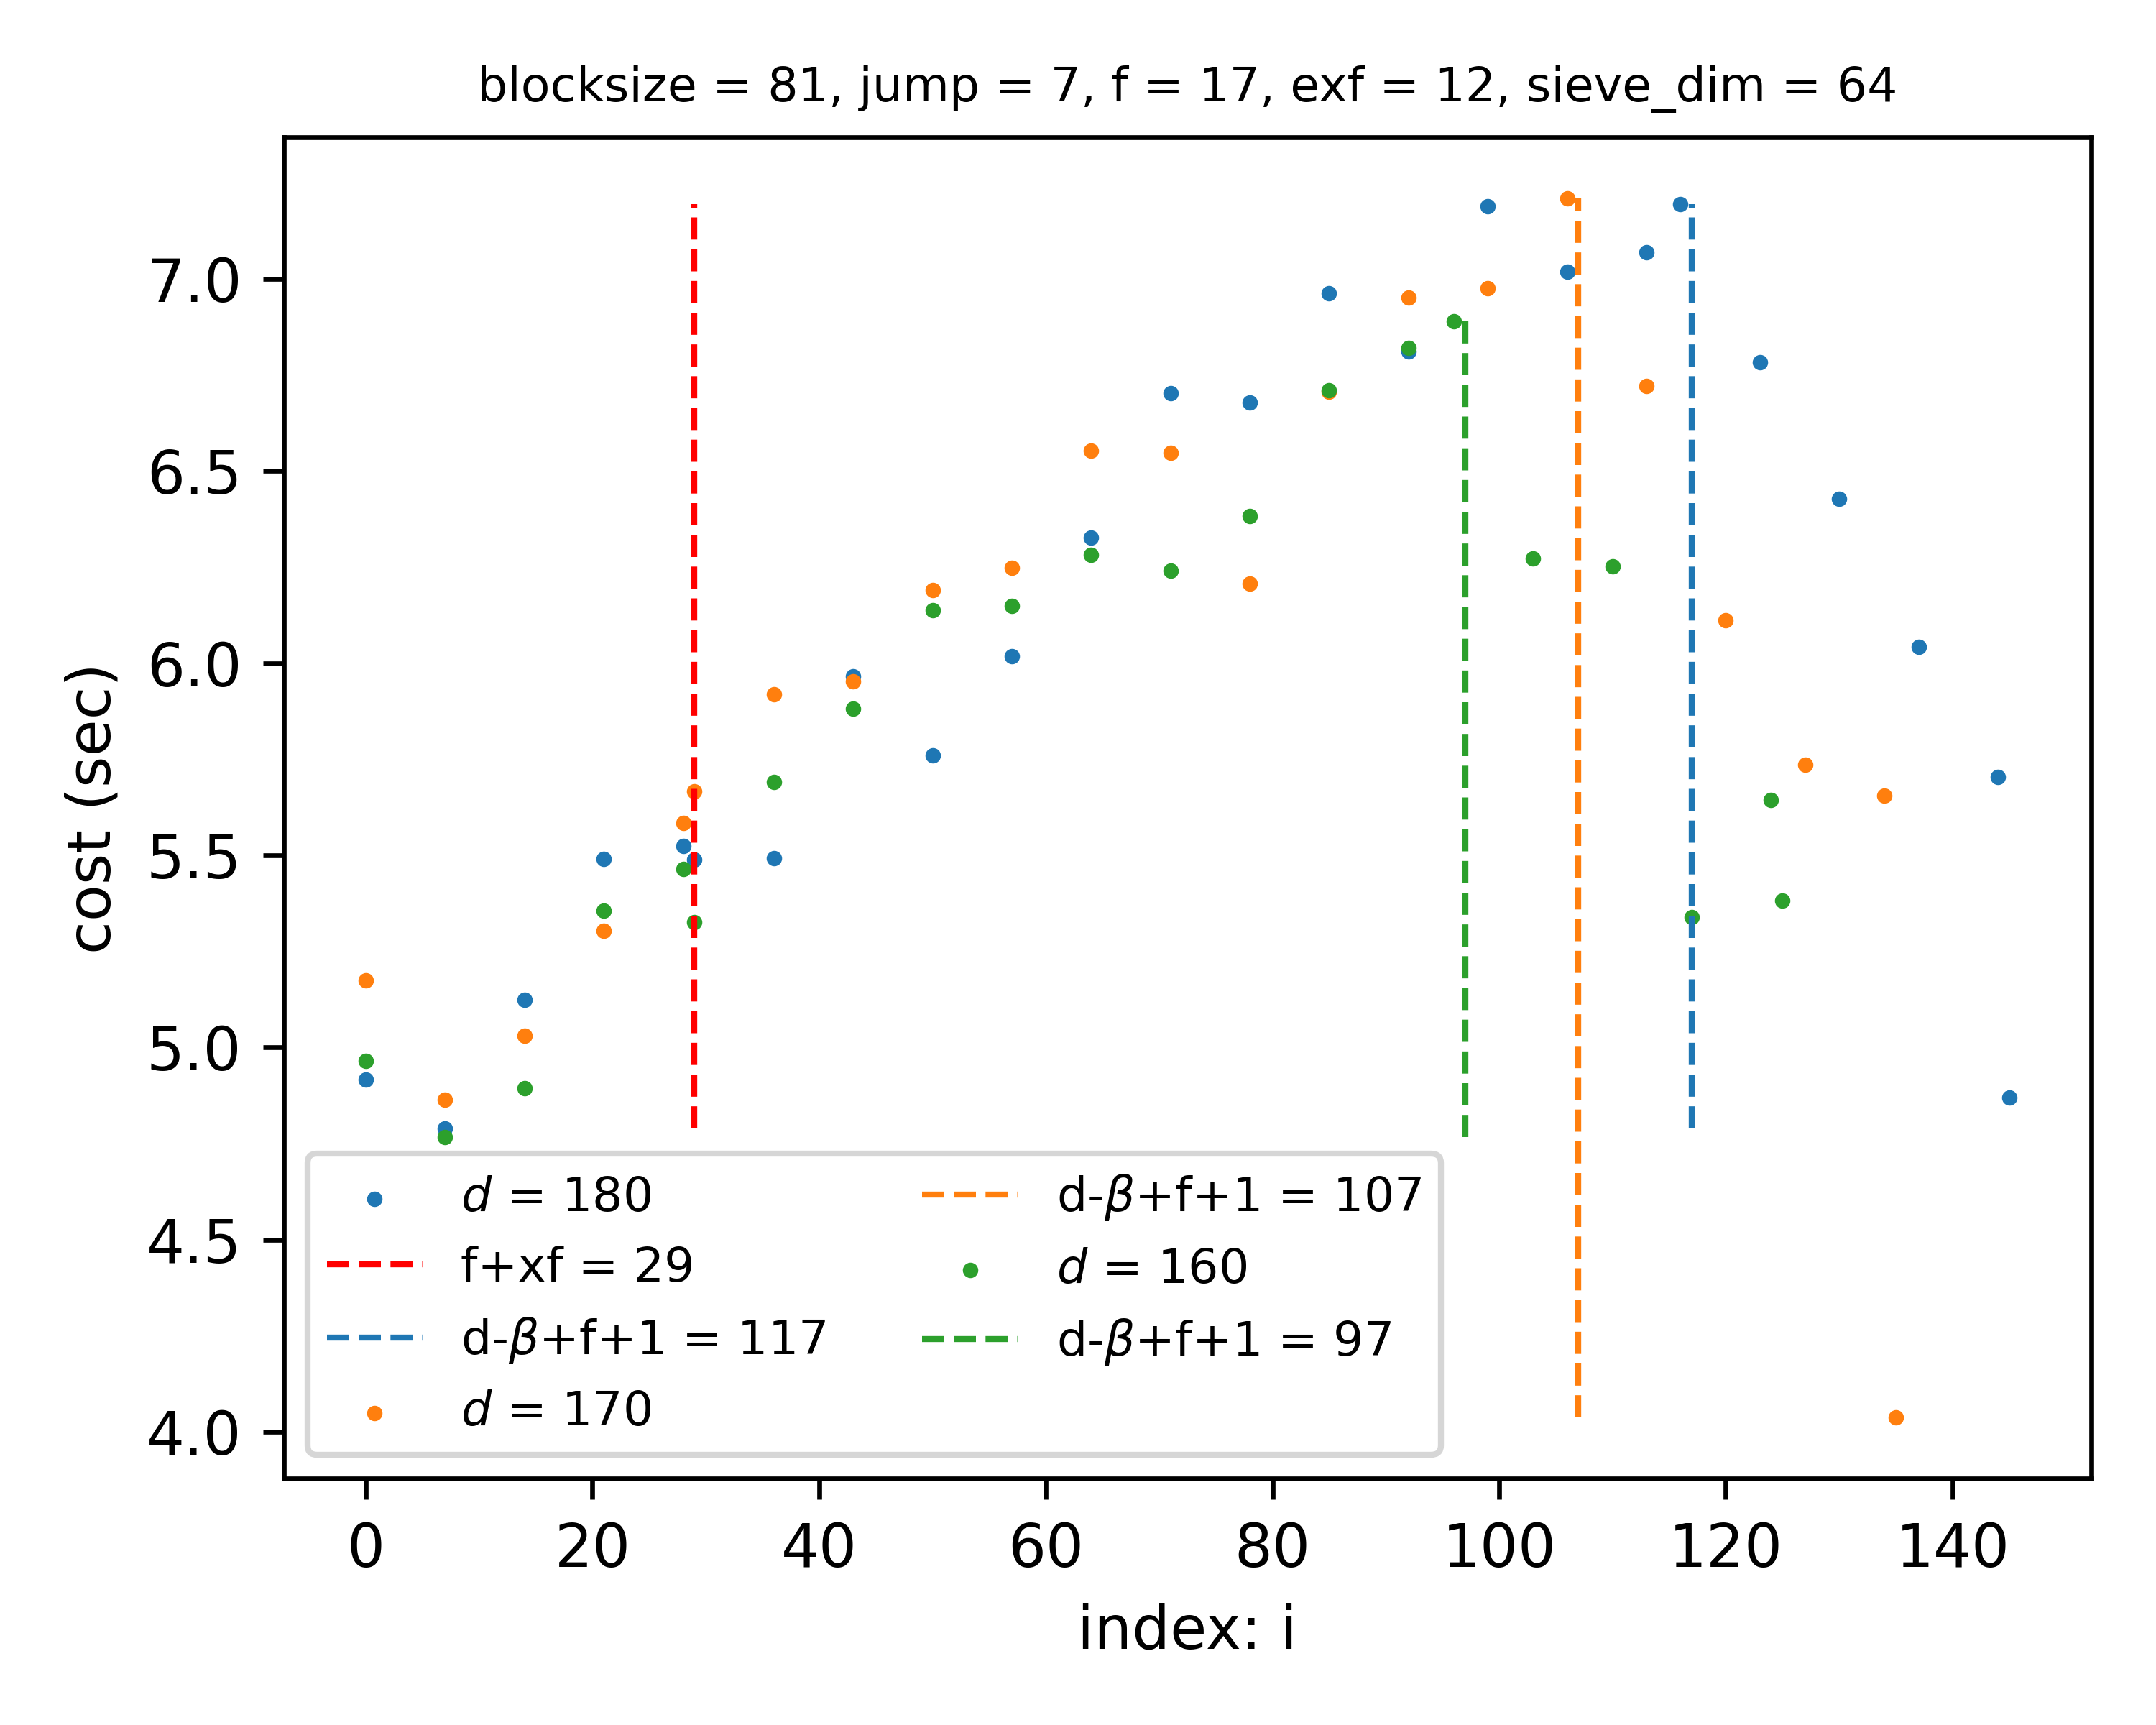 blocksize = 81, jump = 7, f = 17, exf = 12, sieve_dim = 64
cost (sec)
7.0
6.5
6.0
5.5
5.0
4.5
4.0
d = 180
f+xf = 29
d-β+f+1 = 117
d = 170
d-β+f+1 = 107
d = 160
d-β+f+1 = 97
0 20 40 60 80 100 120 140
index: i